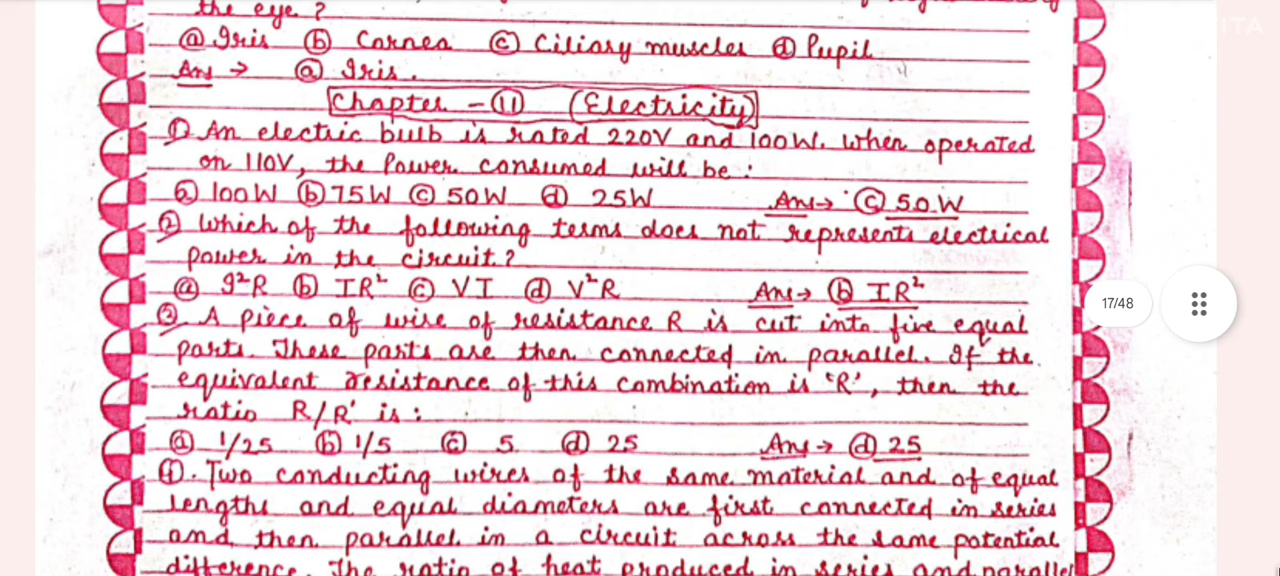 the eye ?
ⓐ Iris ⓑ Cornea ⓒ Ciliary muscles ⓓ Pupil
Ans → ⓐ Iris.
Chapter - ⑪ (Electricity)
① An electric bulb is rated 220V and 100W. When operated
on 110V, the Power consumed will be :
ⓐ 100W ⓑ 75W ⓒ 50W ⓓ 25W Ans → ⓒ 50W
② Which of the following terms does not represents electrical
power in the circuit ?
ⓐ I²R ⓑ IR² ⓒ VI ⓓ V²R Ans → ⓑ IR²
③ A piece of wire of resistance R is cut into five equal
parts. These parts are then connected in parallel. If the
equivalent resistance of this combination is 'R', then the
ratio R/R' is :
ⓐ 1/25 ⓑ 1/5 ⓒ 5 ⓓ 25 Ans → ⓓ 25
④. Two conducting wires of the same material and of equal
lengths and equal diameters are first connected in series
and then parallel in a circuit across the same potential
difference. The ratio of heat produced in series and parallel
17/48